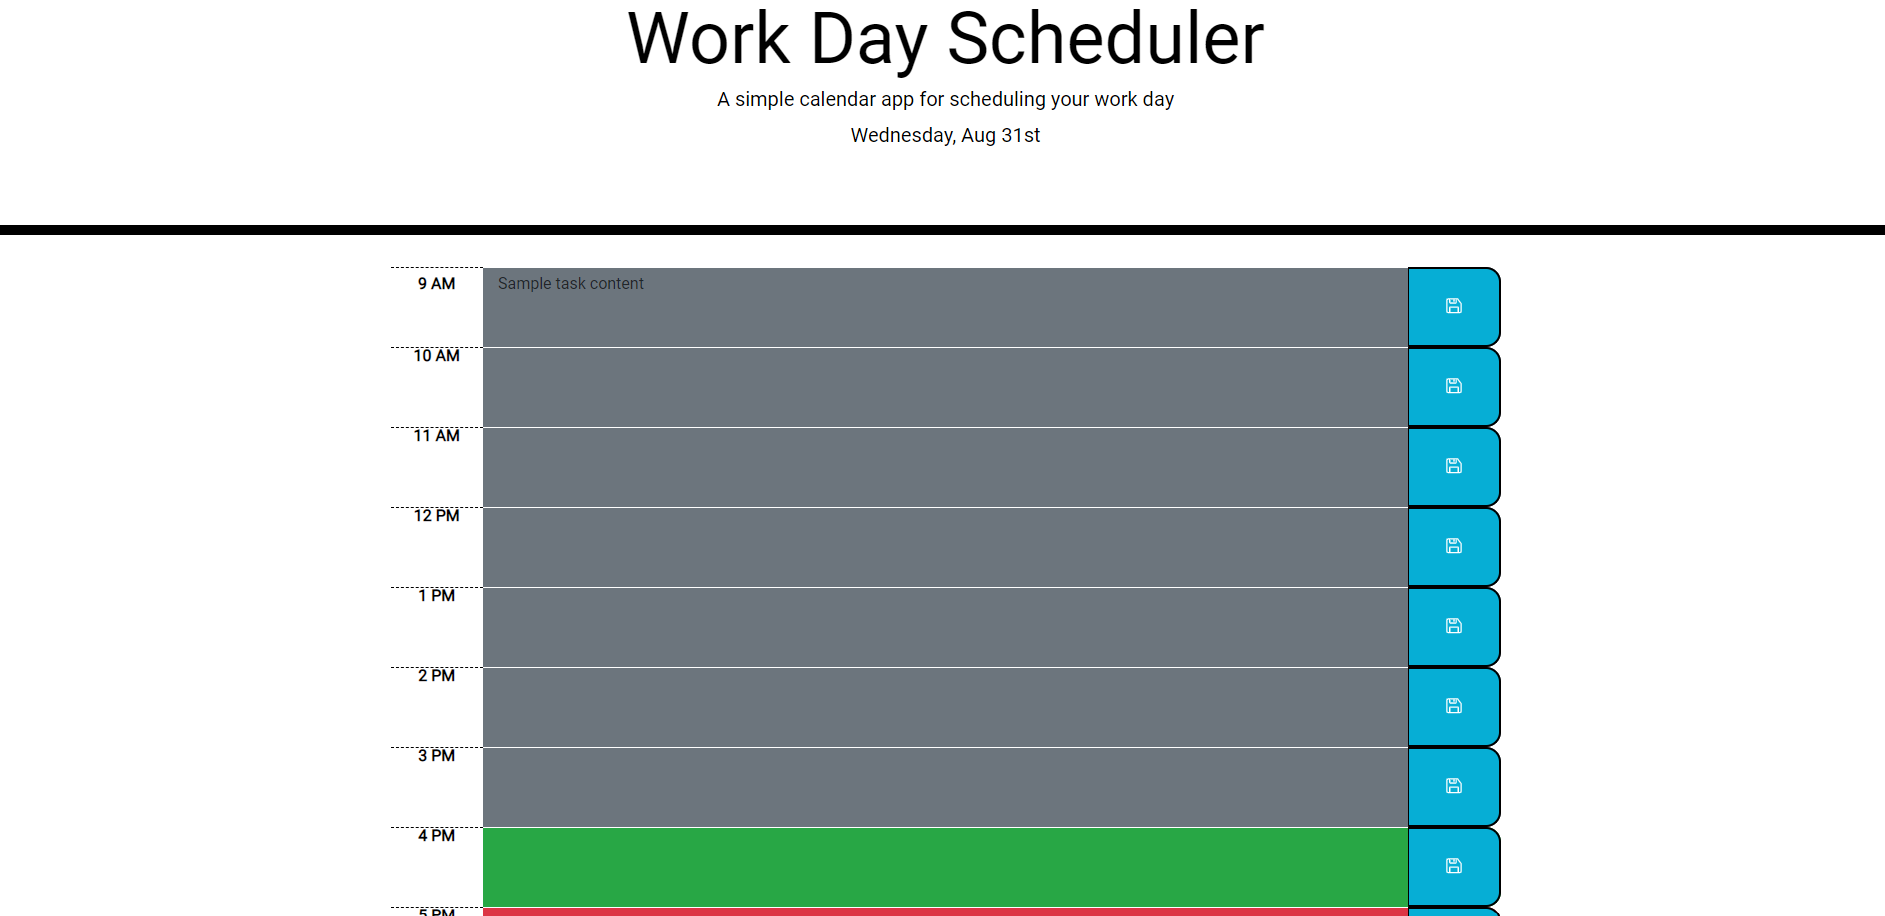 Work Day Scheduler
A simple calendar app for scheduling your work day
Wednesday, Aug 31st
9 AM
Sample task content
10 AM
11 AM
12 PM
1 PM
2 PM
3 PM
4 PM
5 PM